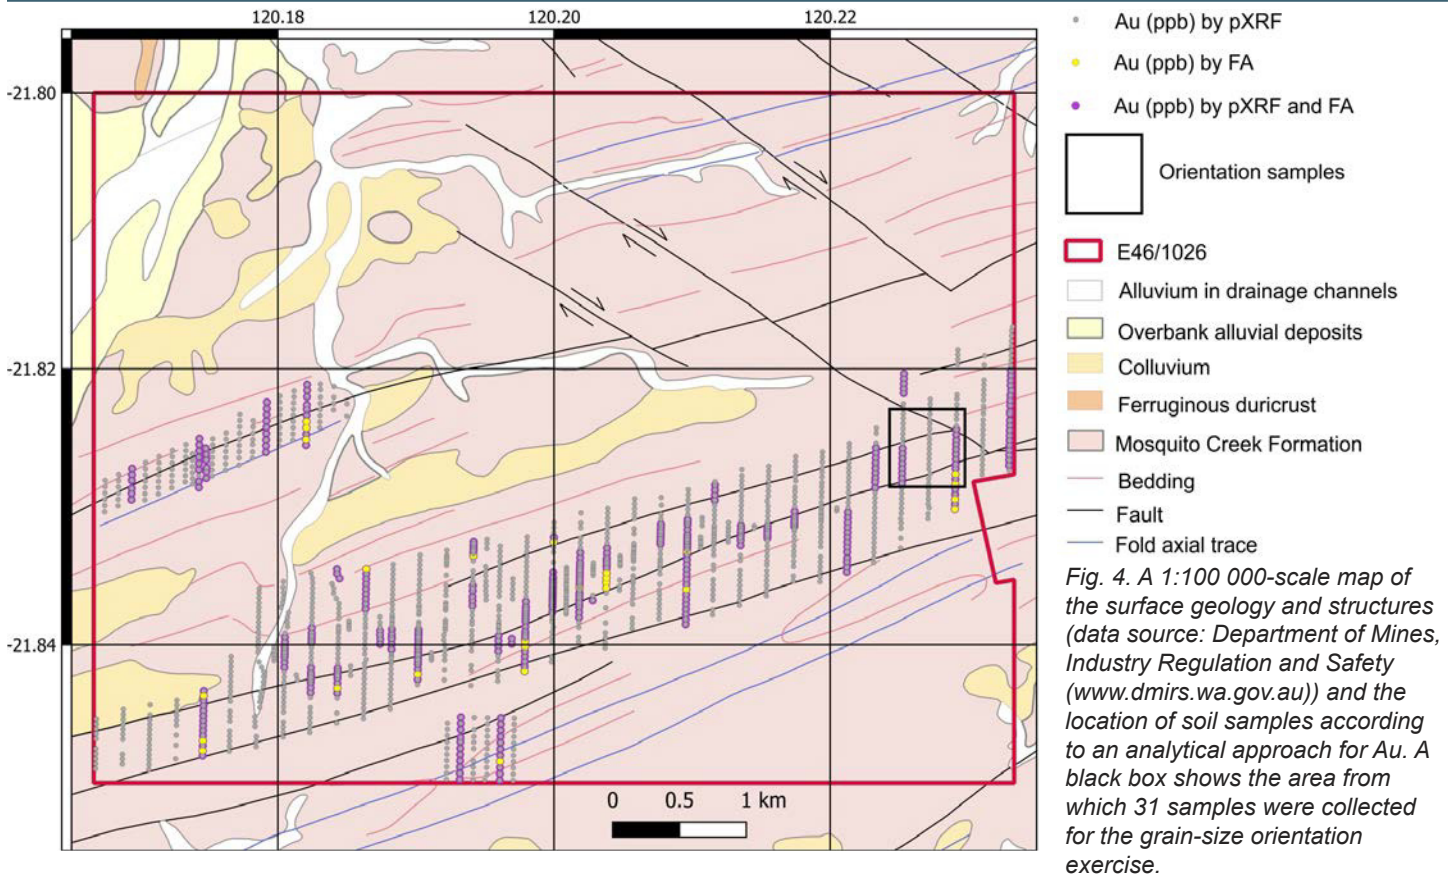 120.18
120.20
120.22
-21.80
-21.82
-21.84
0 0.5 1 km
Au (ppb) by pXRF
Au (ppb) by FA
Au (ppb) by pXRF and FA
Orientation samples
E46/1026
Alluvium in drainage channels
Overbank alluvial deposits
Colluvium
Ferruginous duricrust
Mosquito Creek Formation
Bedding
Fault
Fold axial trace
Fig. 4. A 1:100 000-scale map of
the surface geology and structures
(data source: Department of Mines,
Industry Regulation and Safety
(www.dmirs.wa.gov.au)) and the
location of soil samples according
to an analytical approach for Au. A
black box shows the area from
which 31 samples were collected
for the grain-size orientation
exercise.